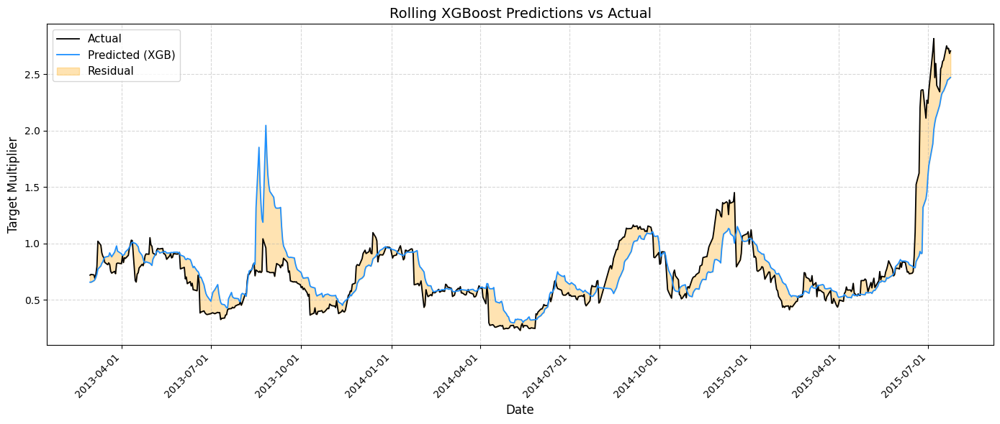 Rolling XGBoost Predictions vs Actual
Actual
Predicted (XGB)
Residual
Target Multiplier
2.5
2.0
1.5
1.0
0.5
2013-04-01
2013-07-01
2013-10-01
2014-01-01
2014-04-01
2014-07-01
2014-10-01
2015-01-01
2015-04-01
2015-07-01
Date